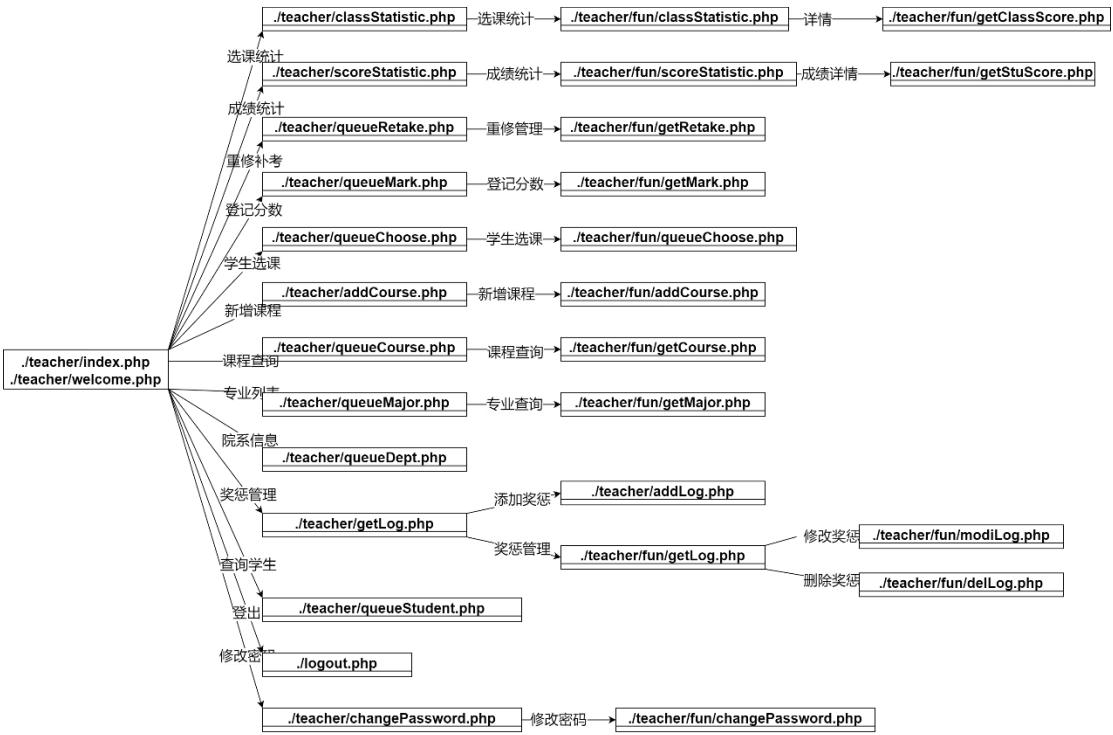 ./teacher/classStatistic.php
选课统计
./teacher/fun/classStatistic.php
详情
./teacher/fun/getClassScore.php
选课统计
./teacher/scoreStatistic.php
成绩统计
./teacher/fun/scoreStatistic.php
成绩详情
./teacher/fun/getStuScore.php
成绩统计
./teacher/queueRetake.php
重修管理
./teacher/fun/getRetake.php
重修补考
./teacher/queueMark.php
登记分数
./teacher/fun/getMark.php
登记分数
./teacher/queueChoose.php
学生选课
./teacher/fun/queueChoose.php
学生选课
./teacher/addCourse.php
新增课程
./teacher/fun/addCourse.php
新增课程
./teacher/queueCourse.php
课程查询
./teacher/fun/getCourse.php
./teacher/index.php
./teacher/welcome.php
课程查询
专业列表
./teacher/queueMajor.php
专业查询
./teacher/fun/getMajor.php
院系信息
./teacher/queueDept.php
奖惩管理
./teacher/getLog.php
添加奖惩
./teacher/addLog.php
奖惩管理
./teacher/fun/getLog.php
修改奖惩
./teacher/fun/modiLog.php
删除奖惩
./teacher/fun/delLog.php
查询学生
./teacher/queueStudent.php
登出
./logout.php
修改密码
./teacher/changePassword.php
修改密码
./teacher/fun/changePassword.php